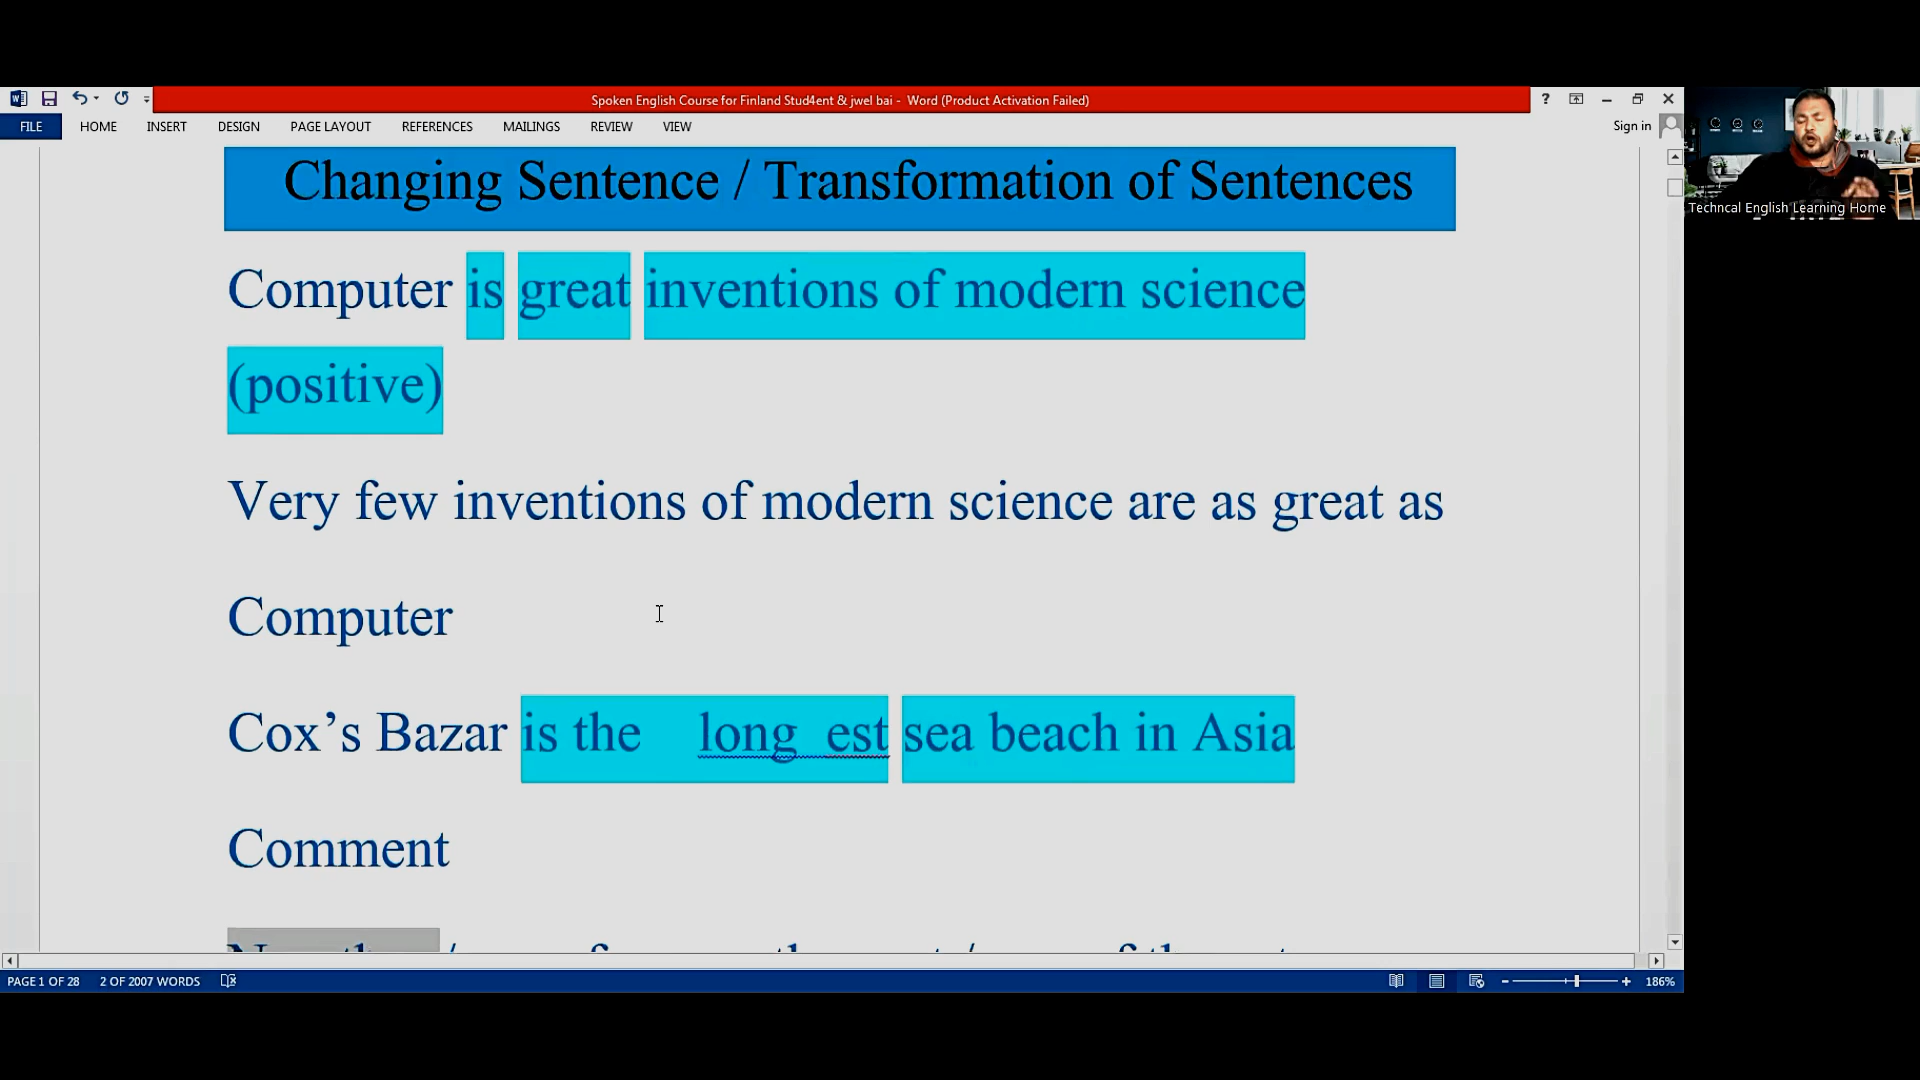 Spoken English Course for Finland Stud4ent & jwel bai - Word (Product Activation Failed)
FILE HOME INSERT DESIGN PAGE LAYOUT REFERENCES MAILINGS REVIEW VIEW Sign in
Changing Sentence / Transformation of Sentences
Computer is great inventions of modern science
(positive)
Very few inventions of modern science are as great as
Computer
Cox’s Bazar is the long est sea beach in Asia
Comment
Techncal English Learning Home
PAGE 1 OF 28 2 OF 2007 WORDS 186%